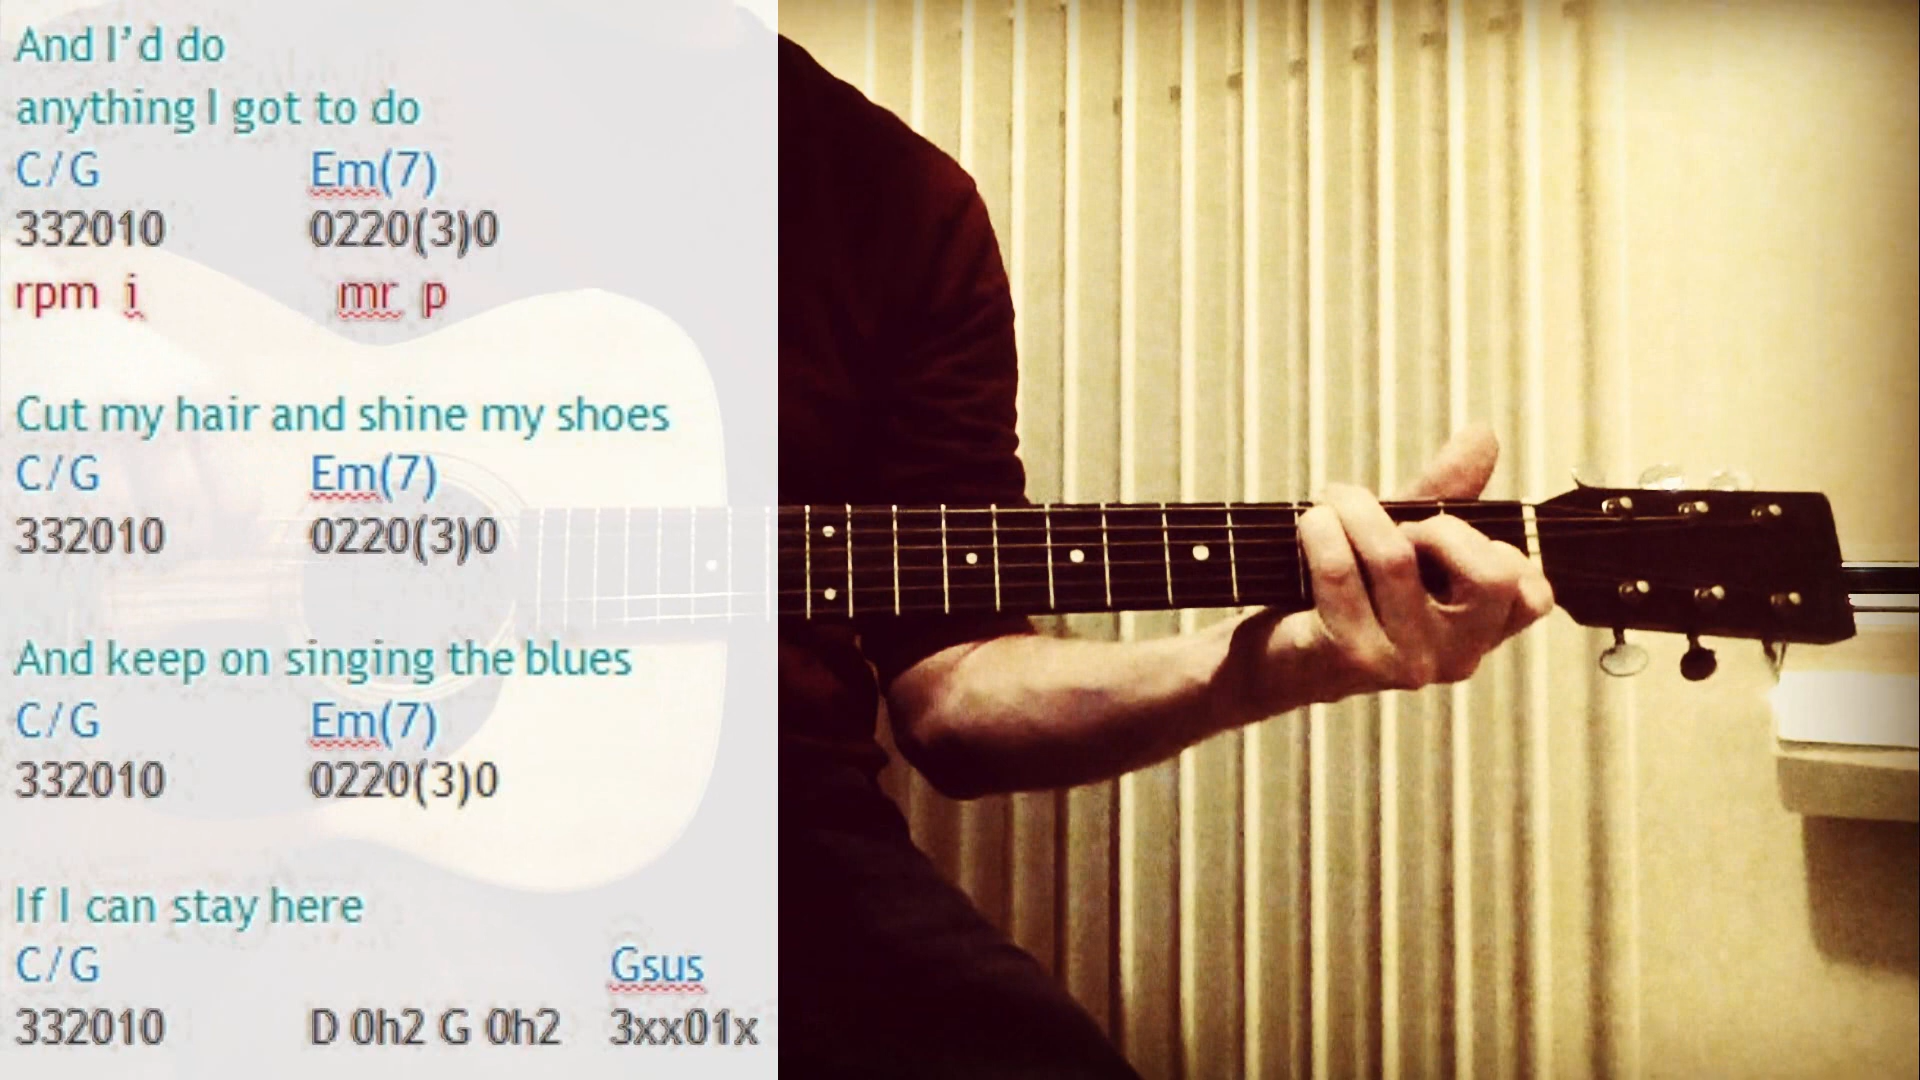 And I'd do
anything I got to do
C/G Em(7)
332010 0220(3)0
rpm i mr p
Cut my hair and shine my shoes
C/G Em(7)
332010 0220(3)0
And keep on singing the blues
C/G Em(7)
332010 0220(3)0
If I can stay here
C/G Gsus
332010 D 0h2 G 0h2 3xx01x